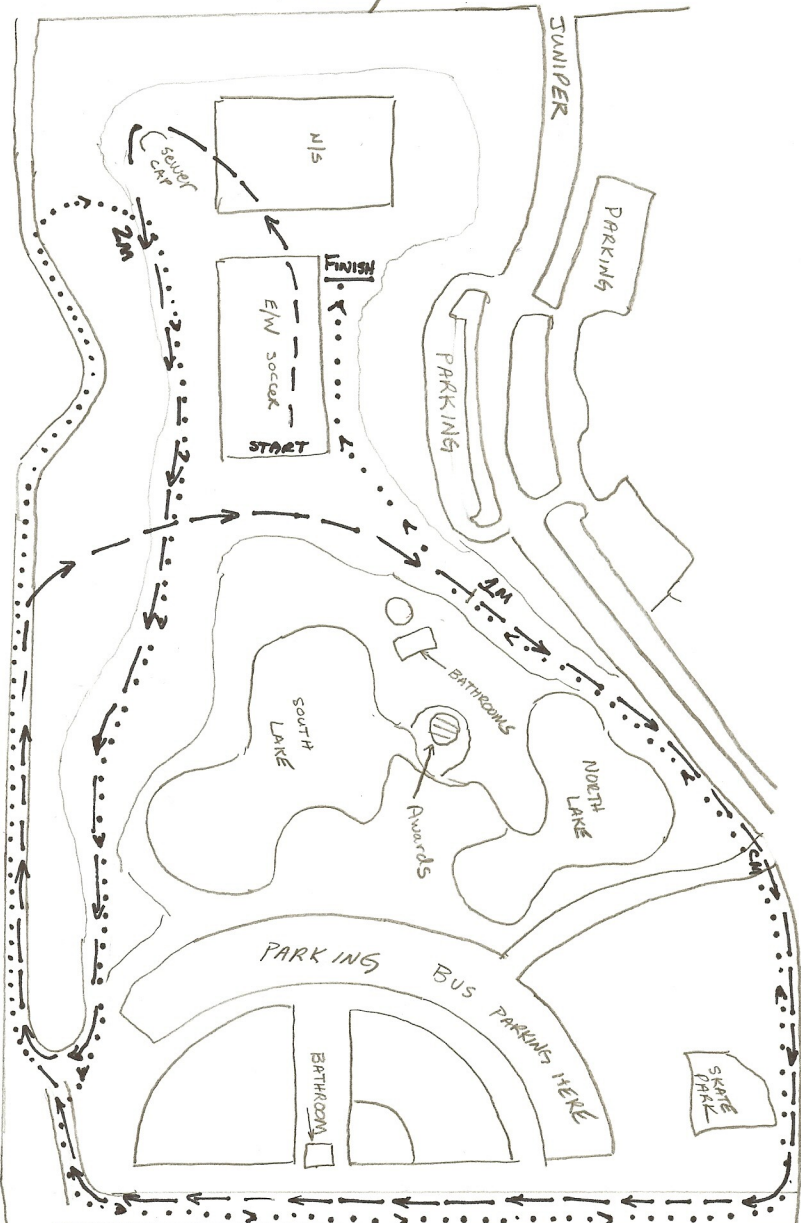 JUNIPER
N/S
sewer
CAP
PARKING
2M
FINISH
E/W SOCCER
PARKING
START
1M
BATHROOMS
SOUTH
LAKE
NORTH
LAKE
Awards
PARKING
BUS PARKING HERE
SKATE
PARK
BATHROOM